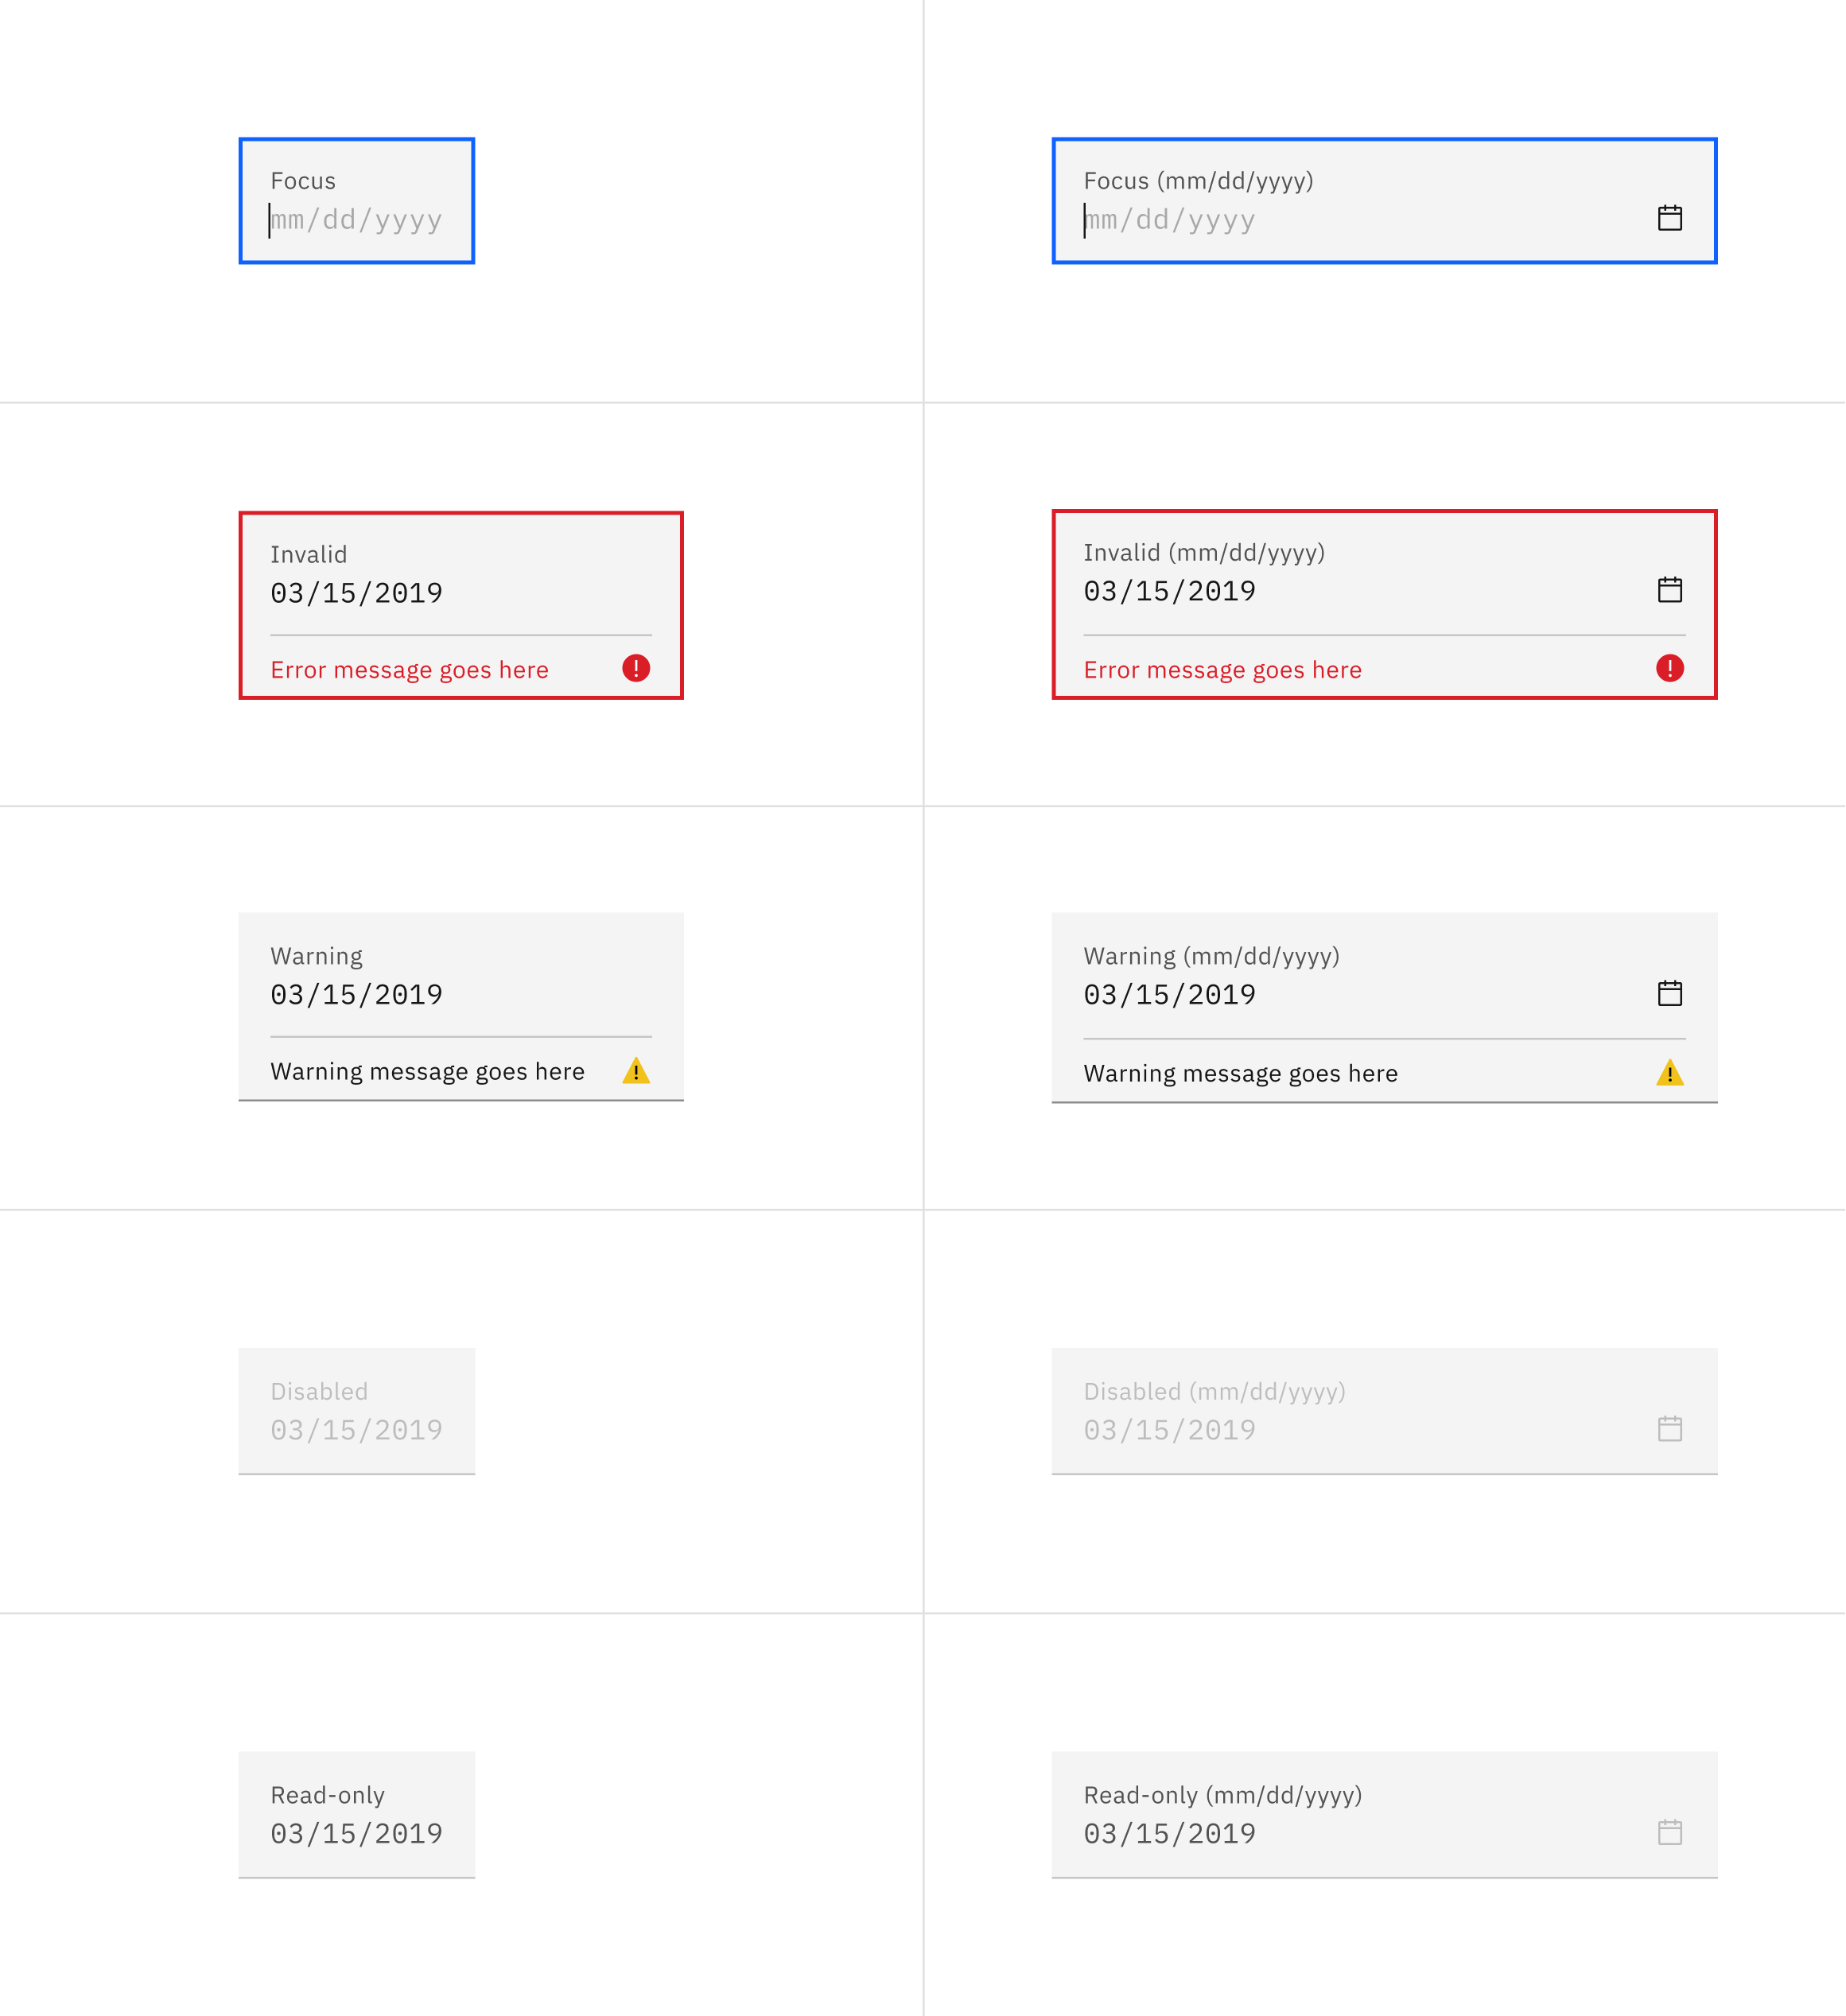 Focus
mm/dd/yyyy
Focus (mm/dd/yyyy)
mm/dd/yyyy
Invalid
03/15/2019
Error message goes here
Invalid (mm/dd/yyyy)
03/15/2019
Error message goes here
Warning
03/15/2019
Warning message goes here
Warning (mm/dd/yyyy)
03/15/2019
Warning message goes here
Disabled
03/15/2019
Disabled (mm/dd/yyyy)
03/15/2019
Read-only
03/15/2019
Read-only (mm/dd/yyyy)
03/15/2019